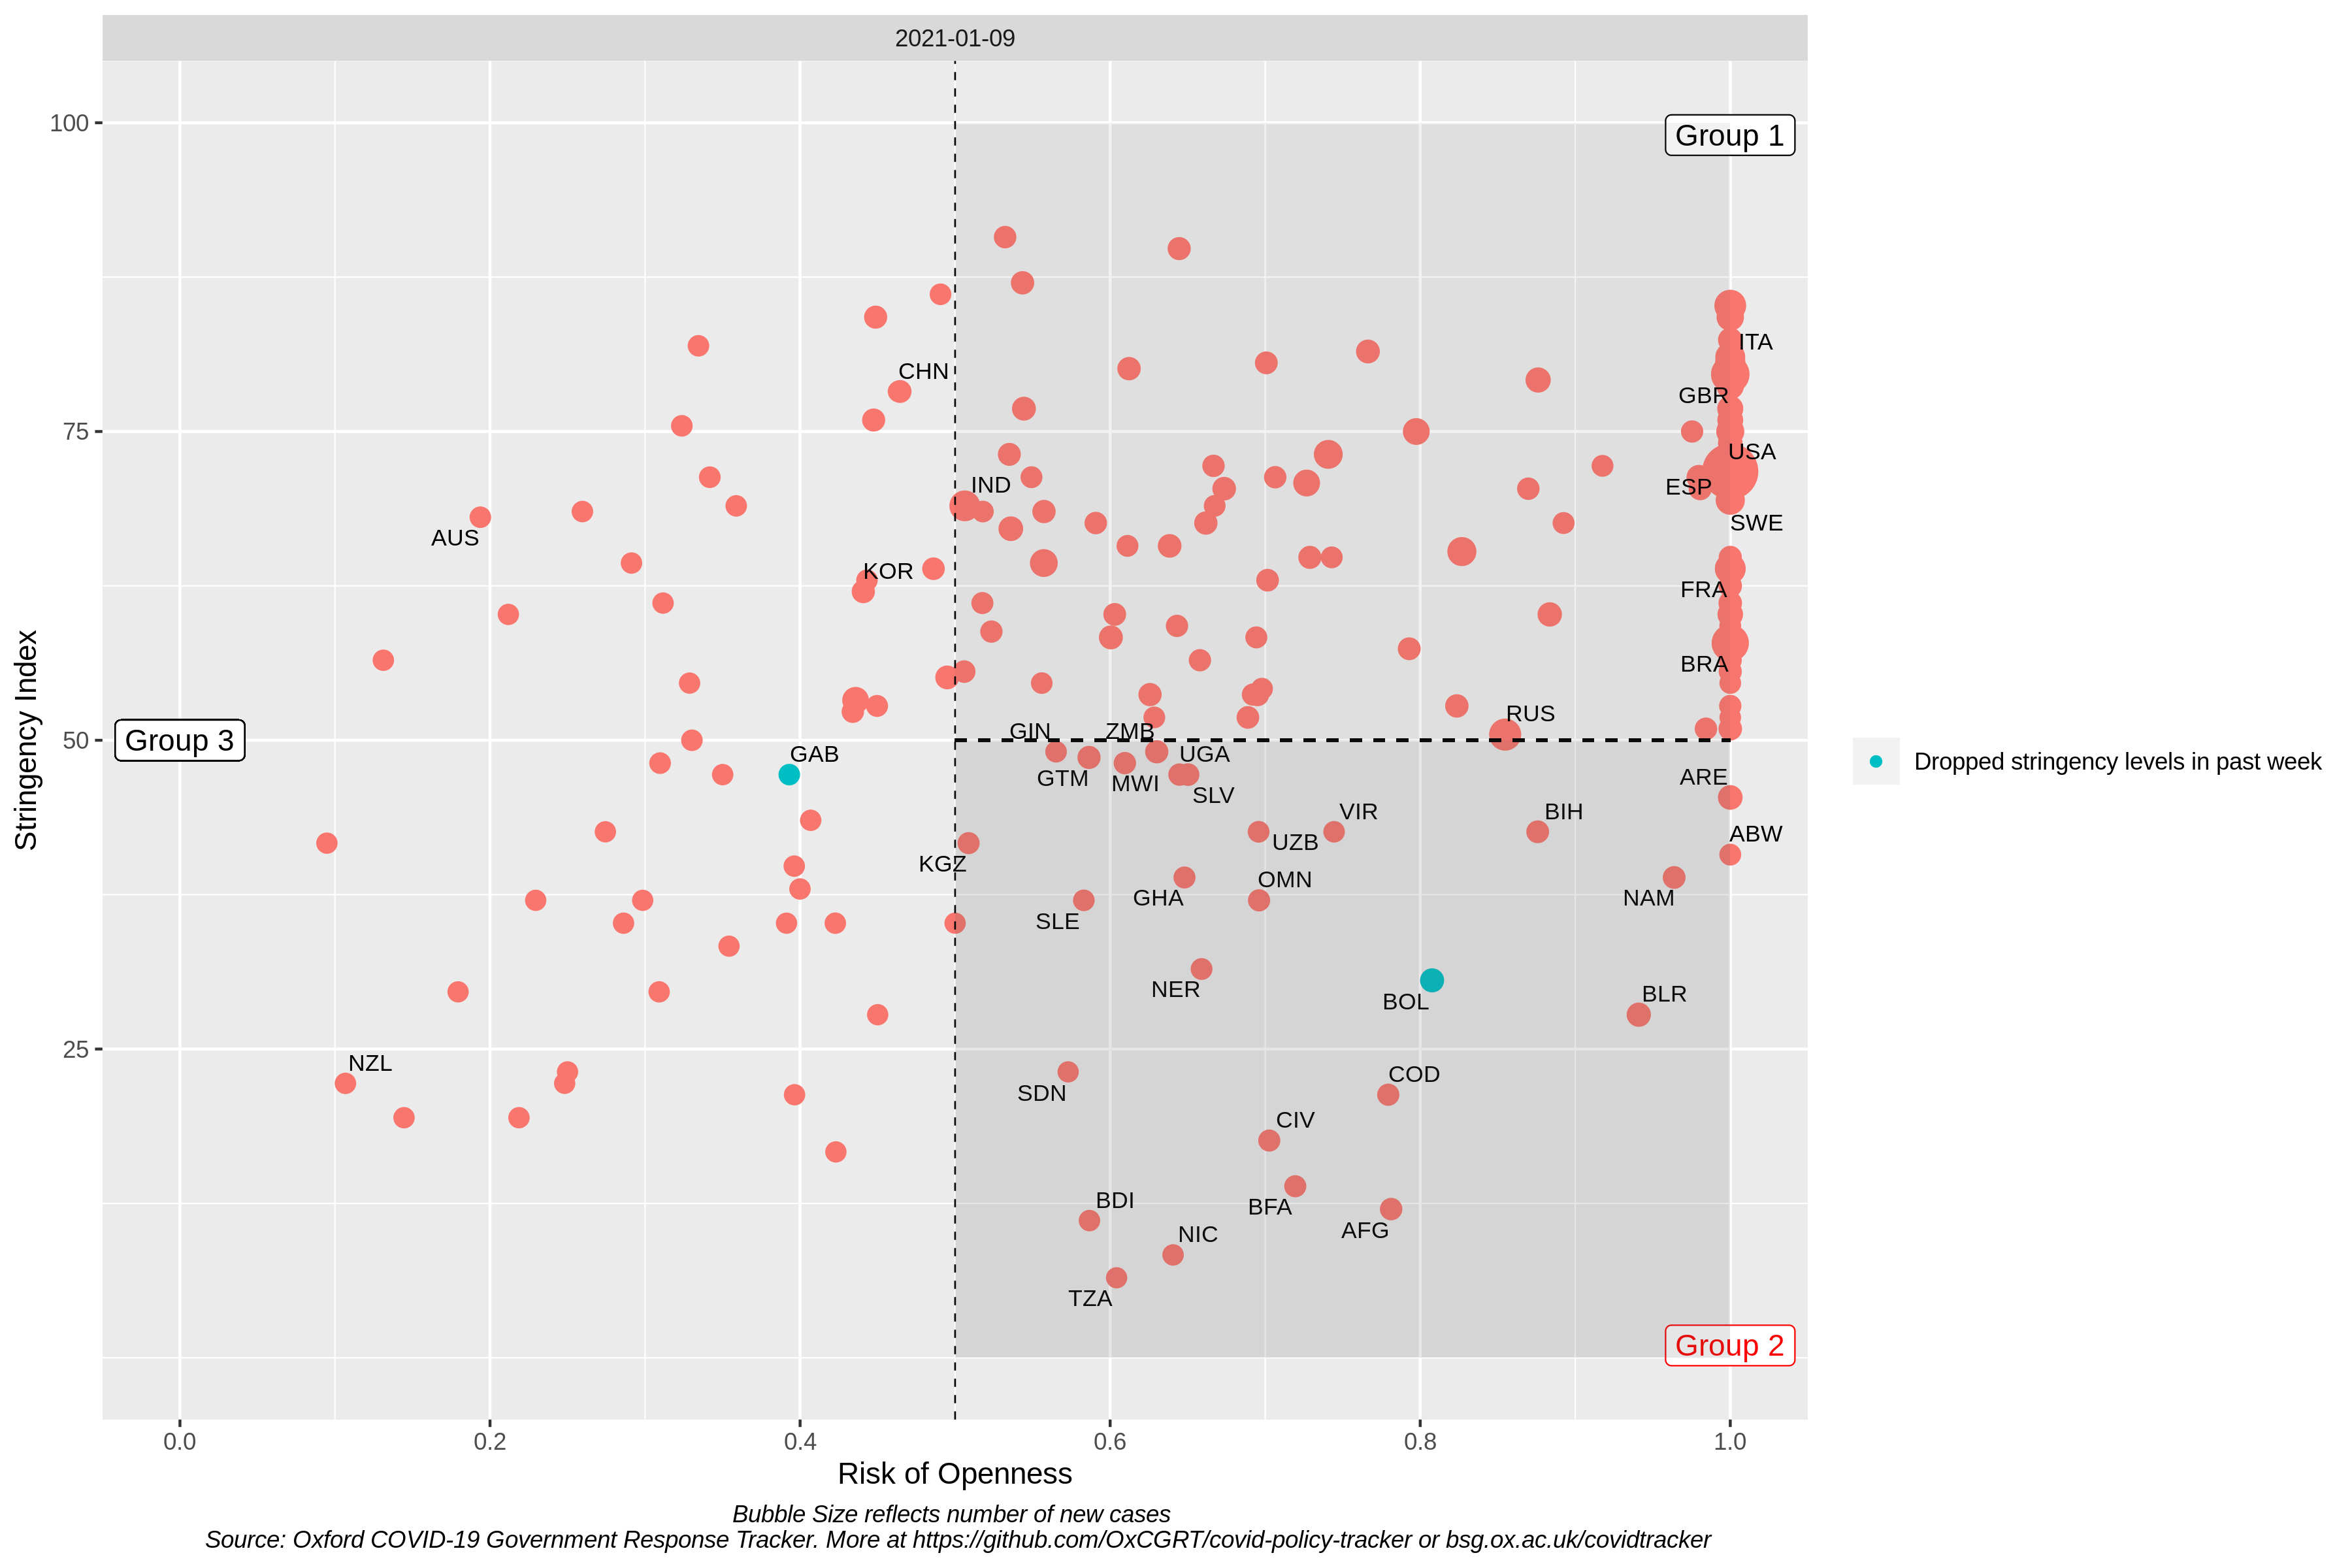 2021-01-09
Group 1
100
ITA
CHN
GBR
75
USA
IND
ESP
SWE
AUS
KOR
FRA
BRA
RUS
GIN
ZMB
Group 3
50
GAB
UGA
GTM
MWI
ARE
SLV
VIR
BIH
UZB
ABW
KGZ
OMN
GHA
NAM
SLE
NER
BOL
BLR
25
NZL
SDN
COD
CIV
BDI
BFA
AFG
NIC
TZA
Group 2
Stringency Index
Dropped stringency levels in past week
0.0 0.2 0.4 0.6 0.8 1.0
Risk of Openness
Bubble Size reflects number of new cases
Source: Oxford COVID-19 Government Response Tracker. More at https://github.com/OxCGRT/covid-policy-tracker or bsg.ox.ac.uk/covidtracker